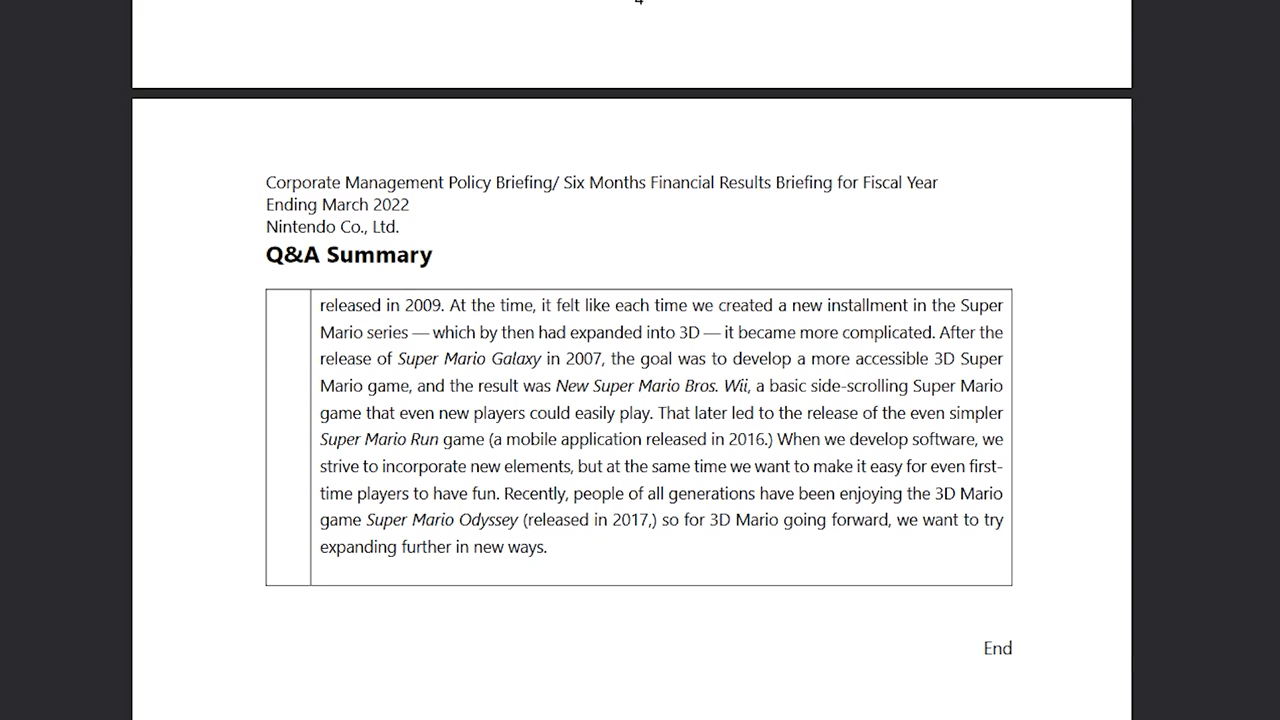 4
Corporate Management Policy Briefing/ Six Months Financial Results Briefing for Fiscal Year
Ending March 2022
Nintendo Co., Ltd.
Q&A Summary
released in 2009. At the time, it felt like each time we created a new installment in the Super
Mario series — which by then had expanded into 3D — it became more complicated. After the
release of Super Mario Galaxy in 2007, the goal was to develop a more accessible 3D Super
Mario game, and the result was New Super Mario Bros. Wii, a basic side-scrolling Super Mario
game that even new players could easily play. That later led to the release of the even simpler
Super Mario Run game (a mobile application released in 2016.) When we develop software, we
strive to incorporate new elements, but at the same time we want to make it easy for even first-
time players to have fun. Recently, people of all generations have been enjoying the 3D Mario
game Super Mario Odyssey (released in 2017,) so for 3D Mario going forward, we want to try
expanding further in new ways.
End